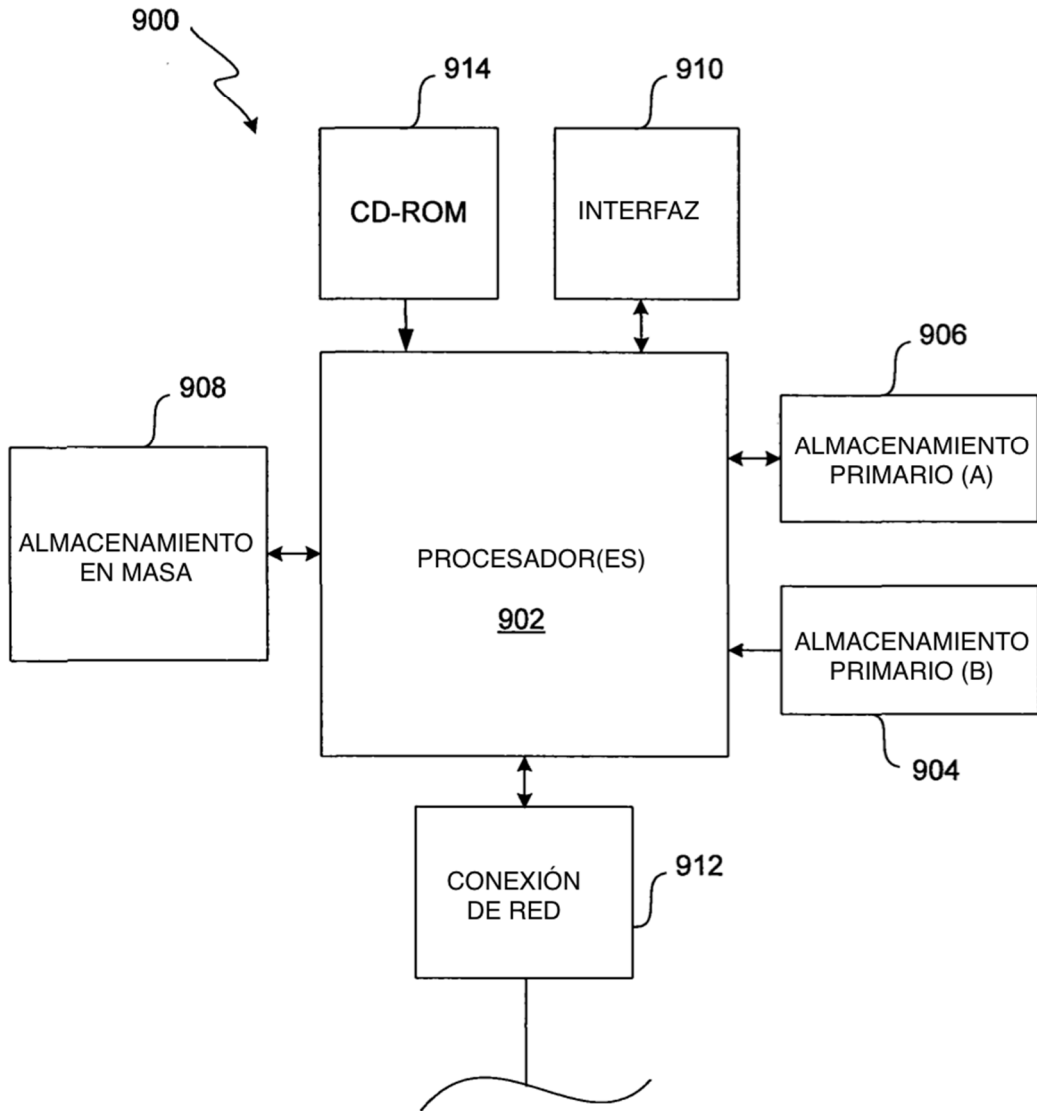 900
914
910
CD-ROM
INTERFAZ
906
908
ALMACENAMIENTO
PRIMARIO (A)
ALMACENAMIENTO
EN MASA
PROCESADOR(ES)
902
ALMACENAMIENTO
PRIMARIO (B)
904
CONEXIÓN
DE RED
912